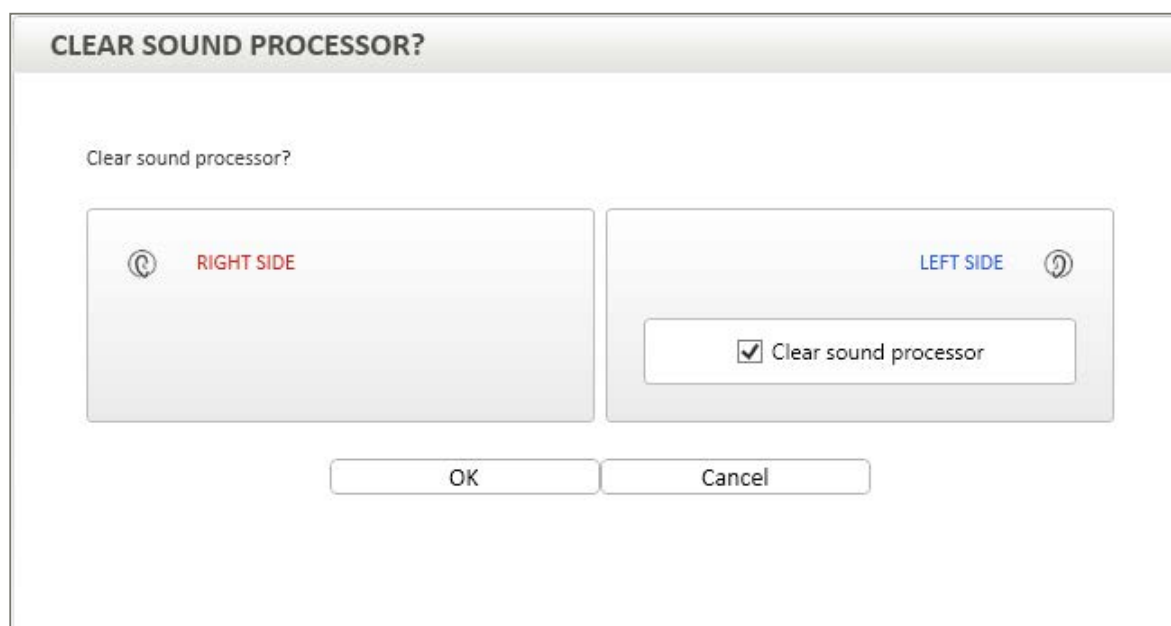 CLEAR SOUND PROCESSOR?
Clear sound processor?
RIGHT SIDE
LEFT SIDE
Clear sound processor
OK
Cancel